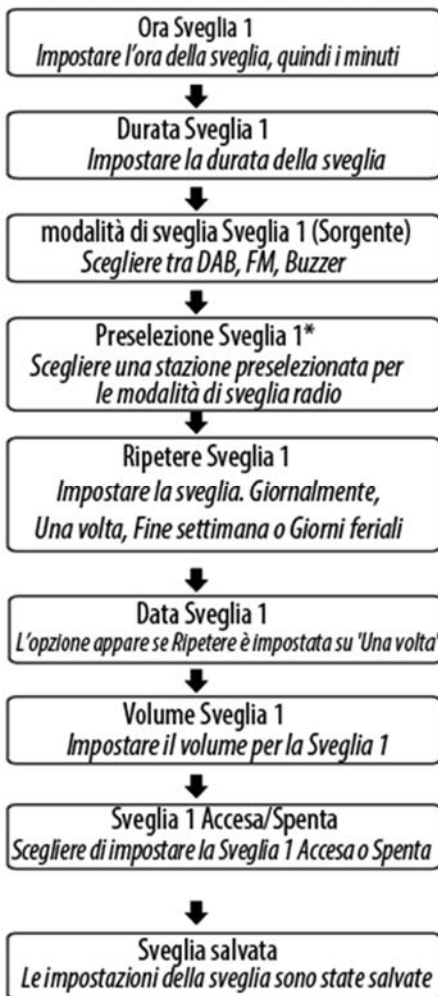 Ora Sveglia 1
Impostare l'ora della sveglia, quindi i minuti
Durata Sveglia 1
Impostare la durata della sveglia
modalità di sveglia Sveglia 1 (Sorgente)
Scegliere tra DAB, FM, Buzzer
Preselezione Sveglia 1*
Scegliere una stazione preselezionata per
le modalità di sveglia radio
Ripetere Sveglia 1
Impostare la sveglia. Giornalmente,
Una volta, Fine settimana o Giorni feriali
Data Sveglia 1
L'opzione appare se Ripetere è impostata su 'Una volta'
Volume Sveglia 1
Impostare il volume per la Sveglia 1
Sveglia 1 Accesa/Spenta
Scegliere di impostare la Sveglia 1 Accesa o Spenta
Sveglia salvata
Le impostazioni della sveglia sono state salvate